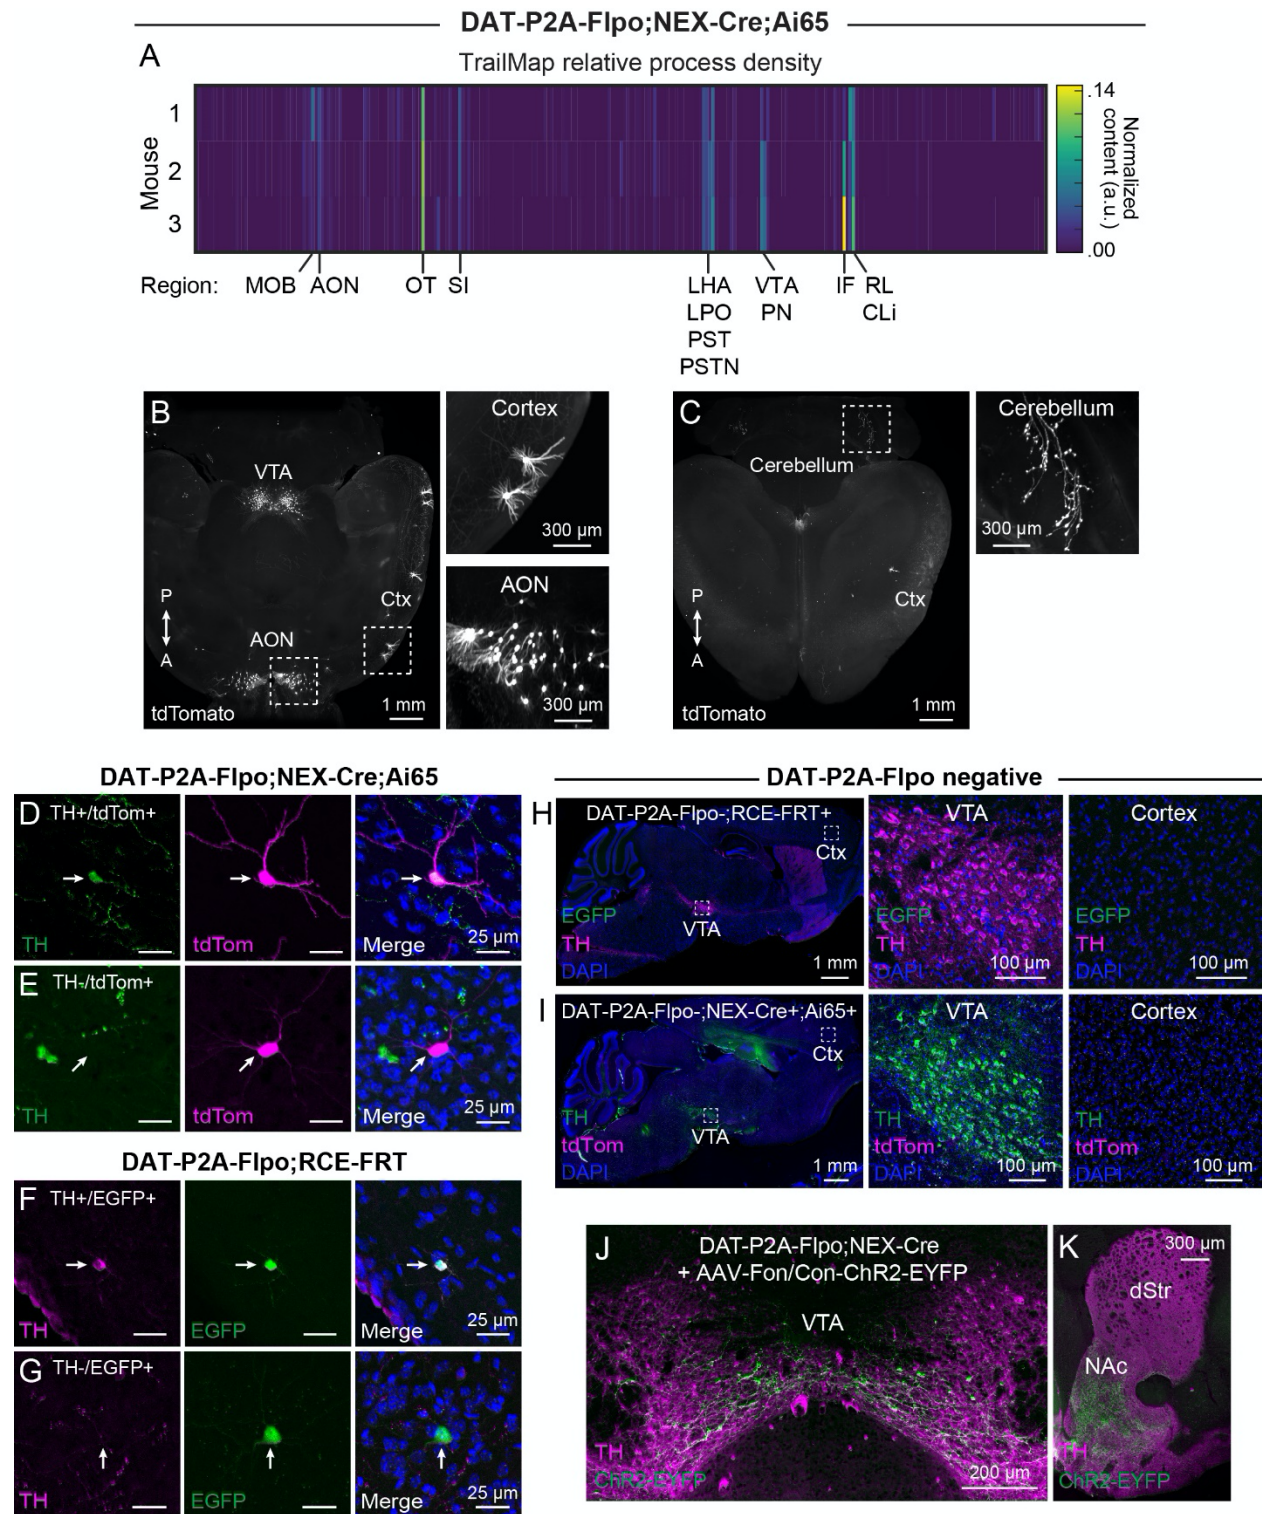 DAT-P2A-Flpo;NEX-Cre;Ai65
A
TrailMap relative process density
Mouse
1
2
3
.14
.00
Normalized
content (a.u.)
Region:
MOB
AON
OT
SI
LHA
LPO
PST
PSTN
VTA
PN
IF
RL
CLi
B
VTA
P
A
AON
Ctx
tdTomato
1 mm
Cortex
300 µm
AON
300 µm
C
Cerebellum
P
A
Ctx
tdTomato
1 mm
Cerebellum
300 µm
DAT-P2A-Flpo;NEX-Cre;Ai65
D
TH+/tdTom+
TH
tdTom
Merge
25 µm
E
TH-/tdTom+
TH
tdTom
Merge
25 µm
DAT-P2A-Flpo;RCE-FRT
F
TH+/EGFP+
TH
EGFP
Merge
25 µm
G
TH-/EGFP+
TH
EGFP
Merge
25 µm
DAT-P2A-Flpo negative
H
DAT-P2A-Flpo-;RCE-FRT+
Ctx
EGFP
TH
DAPI
VTA
1 mm
VTA
EGFP
TH
DAPI
100 µm
Cortex
EGFP
TH
DAPI
100 µm
I
DAT-P2A-Flpo-;NEX-Cre+;Ai65+
Ctx
TH
tdTom
DAPI
VTA
1 mm
VTA
TH
tdTom
DAPI
100 µm
Cortex
TH
tdTom
DAPI
100 µm
J
DAT-P2A-Flpo;NEX-Cre
+ AAV-Fon/Con-ChR2-EYFP
VTA
TH
ChR2-EYFP
200 µm
K
300 µm
dStr
NAc
TH
ChR2-EYFP